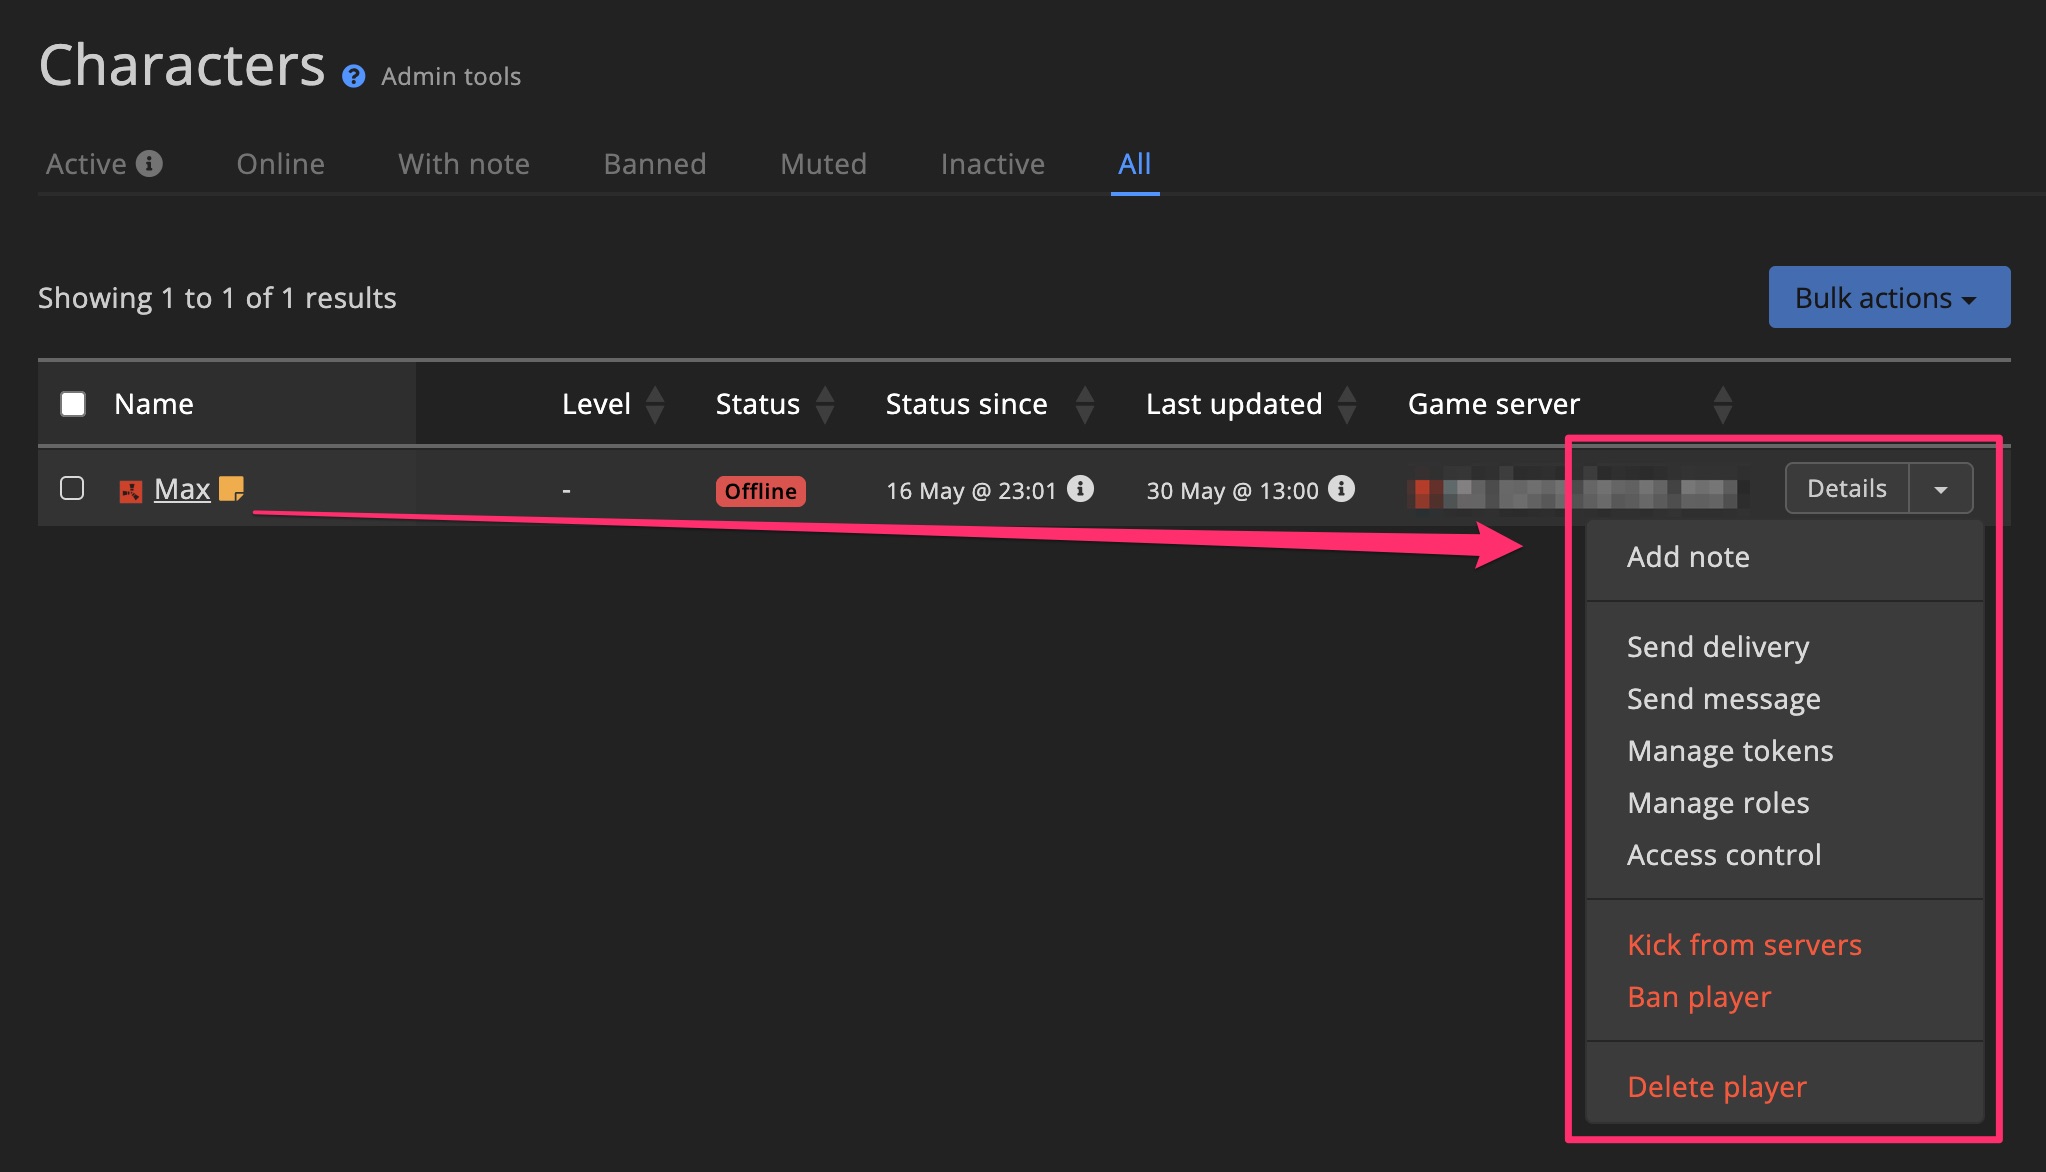 Characters ? Admin tools
Active i Online With note Banned Muted Inactive All
Showing 1 to 1 of 1 results
Bulk actions
Name Level Status Status since Last updated Game server
Max - Offline 16 May @ 23:01 i 30 May @ 13:00 i Details
Add note
Send delivery
Send message
Manage tokens
Manage roles
Access control
Kick from servers
Ban player
Delete player